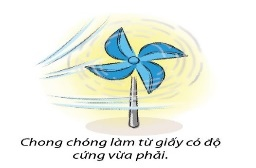 Chong chóng làm từ giấy có độ
cứng vừa phải.